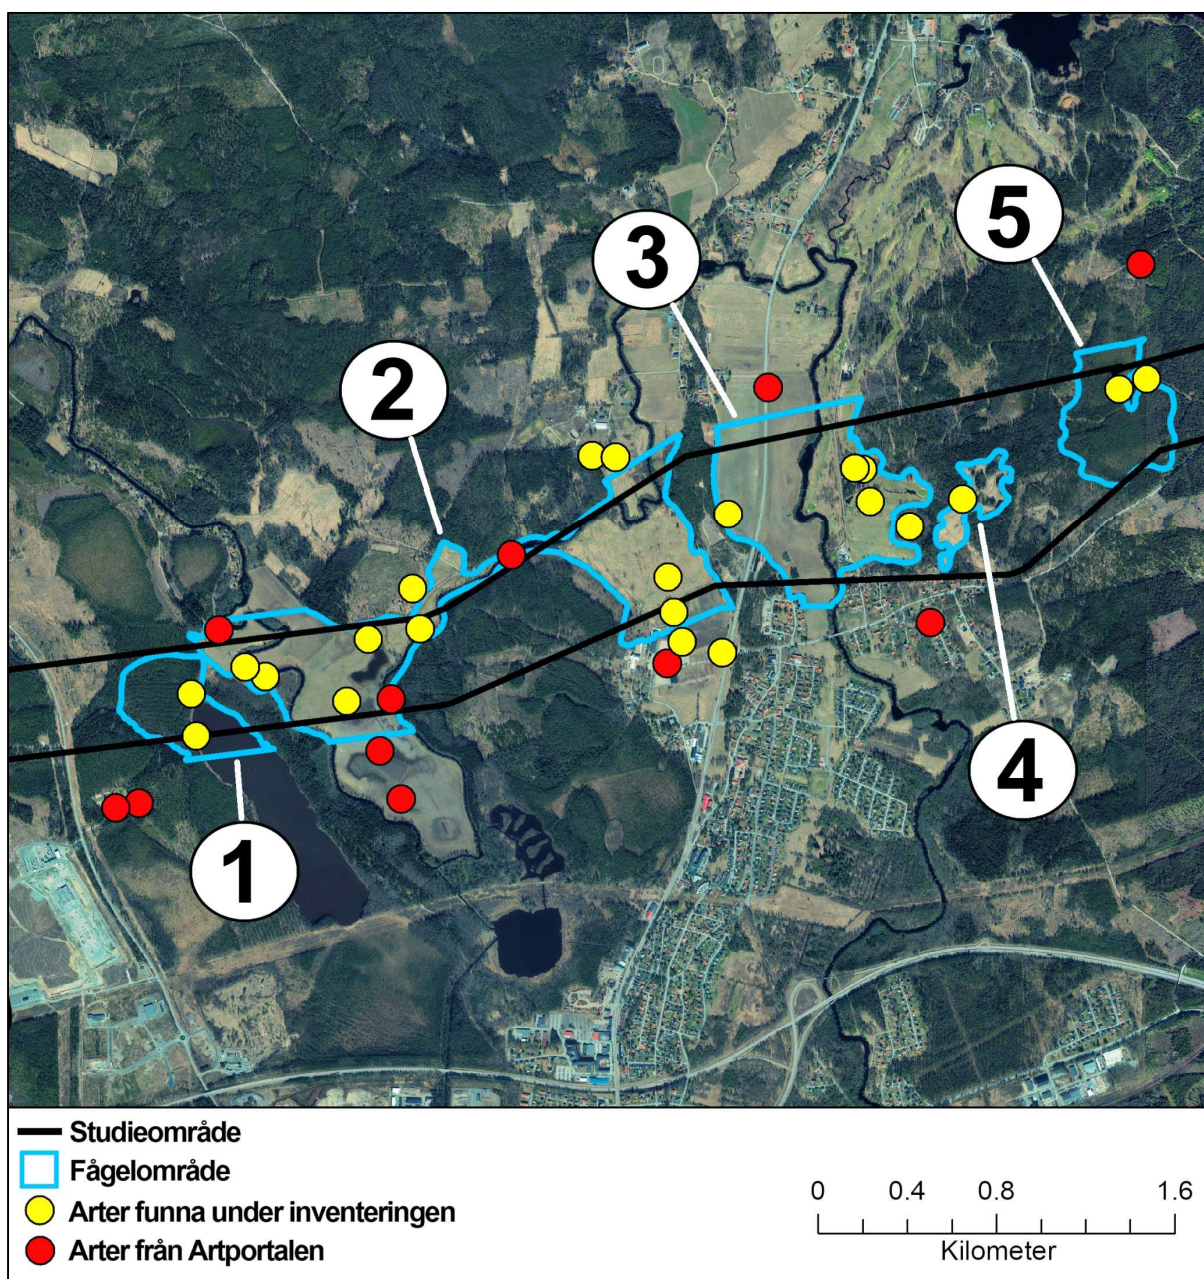 5
3
2
4
1
Studieområde
Fågelområde
Arter funna under inventeringen
Arter från Artportalen
0 0.4 0.8 1.6
Kilometer